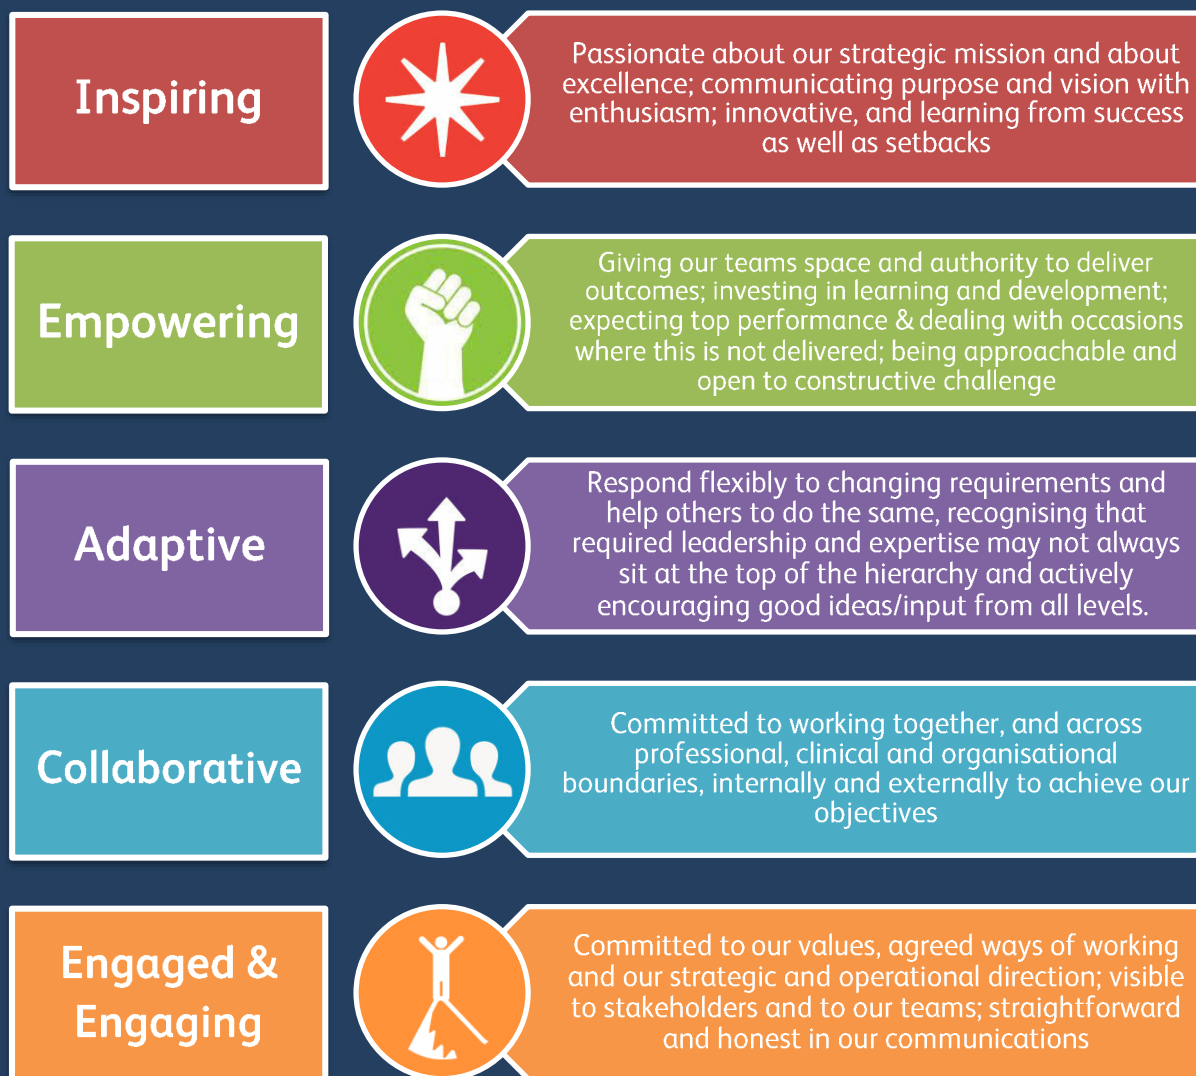 Inspiring
Passionate about our strategic mission and about
excellence; communicating purpose and vision with
enthusiasm; innovative, and learning from success
as well as setbacks
Empowering
Giving our teams space and authority to deliver
outcomes; investing in learning and development;
expecting top performance & dealing with occasions
where this is not delivered; being approachable and
open to constructive challenge
Adaptive
Respond flexibly to changing requirements and
help others to do the same, recognising that
required leadership and expertise may not always
sit at the top of the hierarchy and actively
encouraging good ideas/input from all levels.
Collaborative
Committed to working together, and across
professional, clinical and organisational
boundaries, internally and externally to achieve our
objectives
Engaged &
Engaging
Committed to our values, agreed ways of working
and our strategic and operational direction; visible
to stakeholders and to our teams; straightforward
and honest in our communications